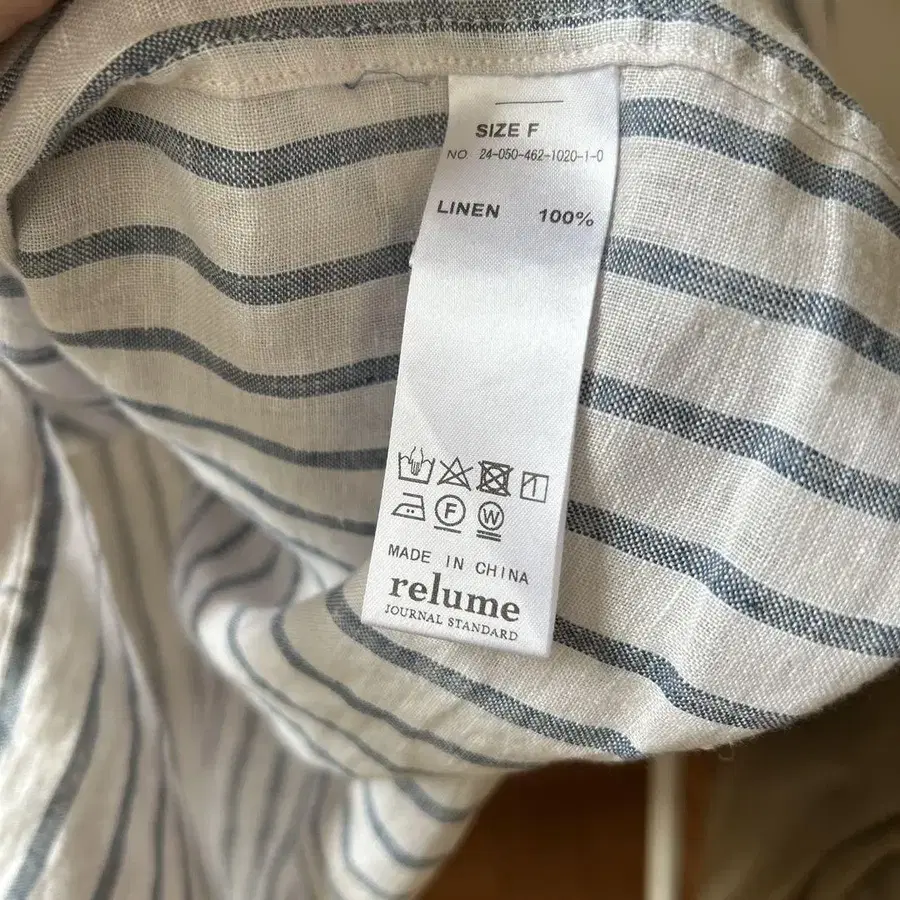 SIZE F
NO 24-050-462-1020-1-0
LINEN 100%
F W
MADE IN CHINA
relume
JOURNAL STANDARD